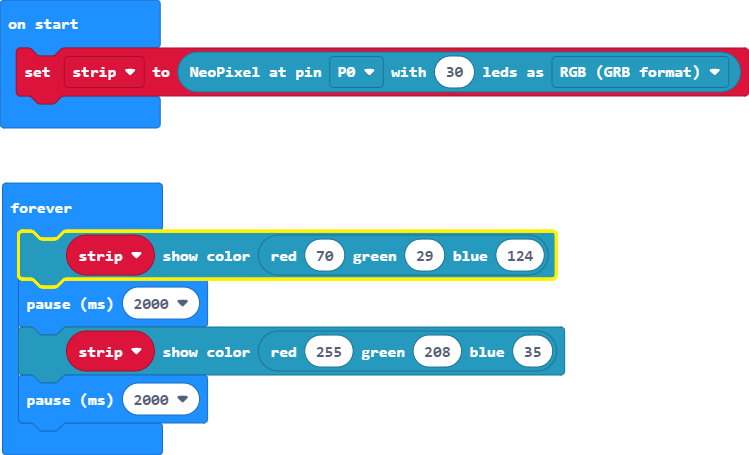 on start
set strip to NeoPixel at pin P0 with 30 leds as RGB (GRB format)
forever
strip show color red 70 green 29 blue 124
pause (ms) 2000
strip show color red 255 green 208 blue 35
pause (ms) 2000